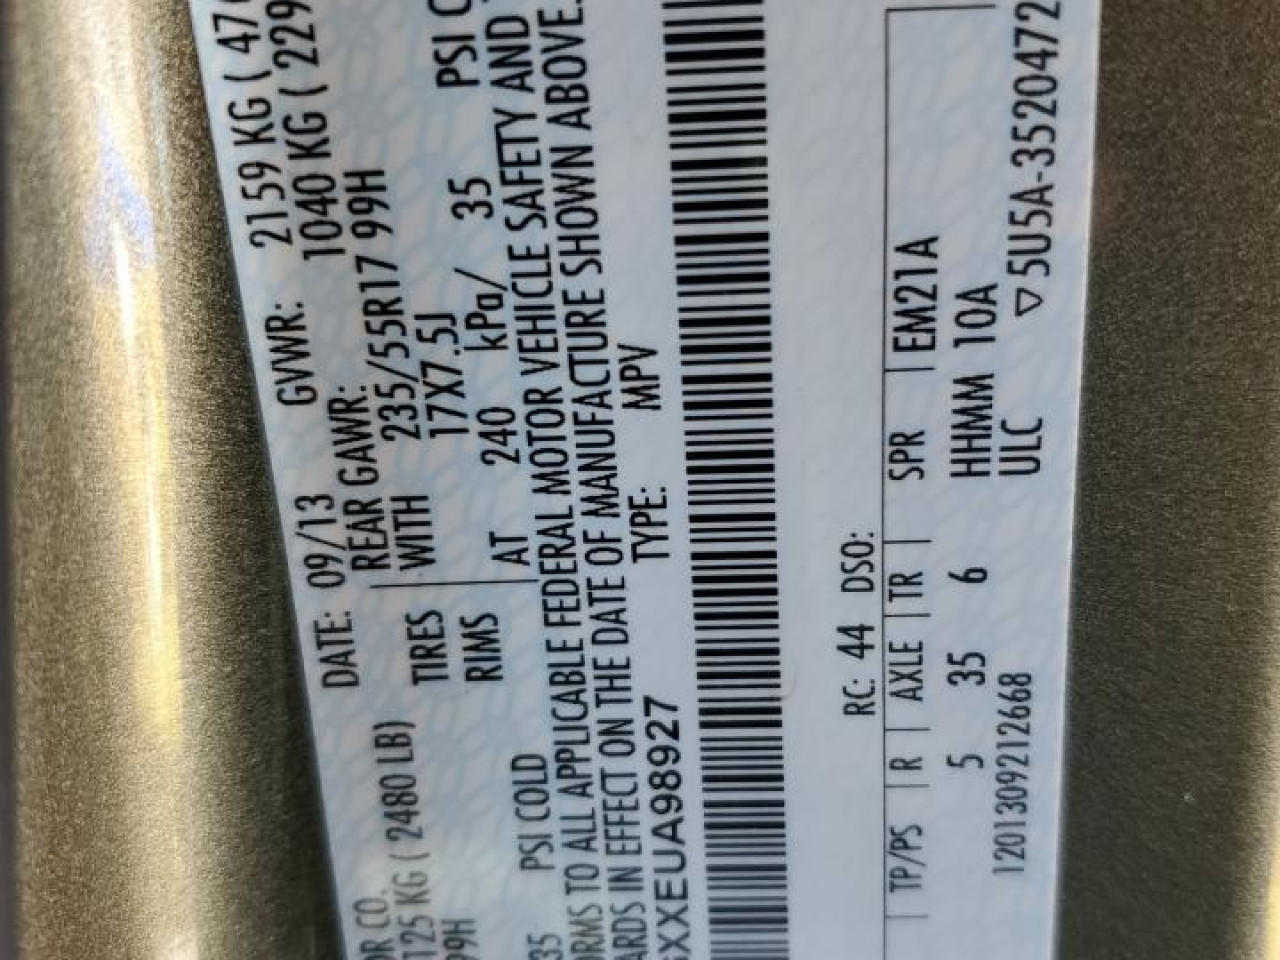 OR CO. DATE: 09/13 GVWR: 2159 KG ( 476
125 KG ( 2480 LB) REAR GAWR: 1040 KG ( 229
99H TIRES WITH 235/55R17 99H
RIMS 17X7.5J
35 PSI COLD AT 240 kPa/ 35 PSI C
ORMS TO ALL APPLICABLE FEDERAL MOTOR VEHICLE SAFETY AND
ARDS IN EFFECT ON THE DATE OF MANUFACTURE SHOWN ABOVE.
XXEUA98927 TYPE: MPV
RC: 44 DSO:
TP/PS R AXLE TR SPR EM21A
5 35 6 HHMM 10A
1201309212668 ULC
▽ 5U5A-3520472